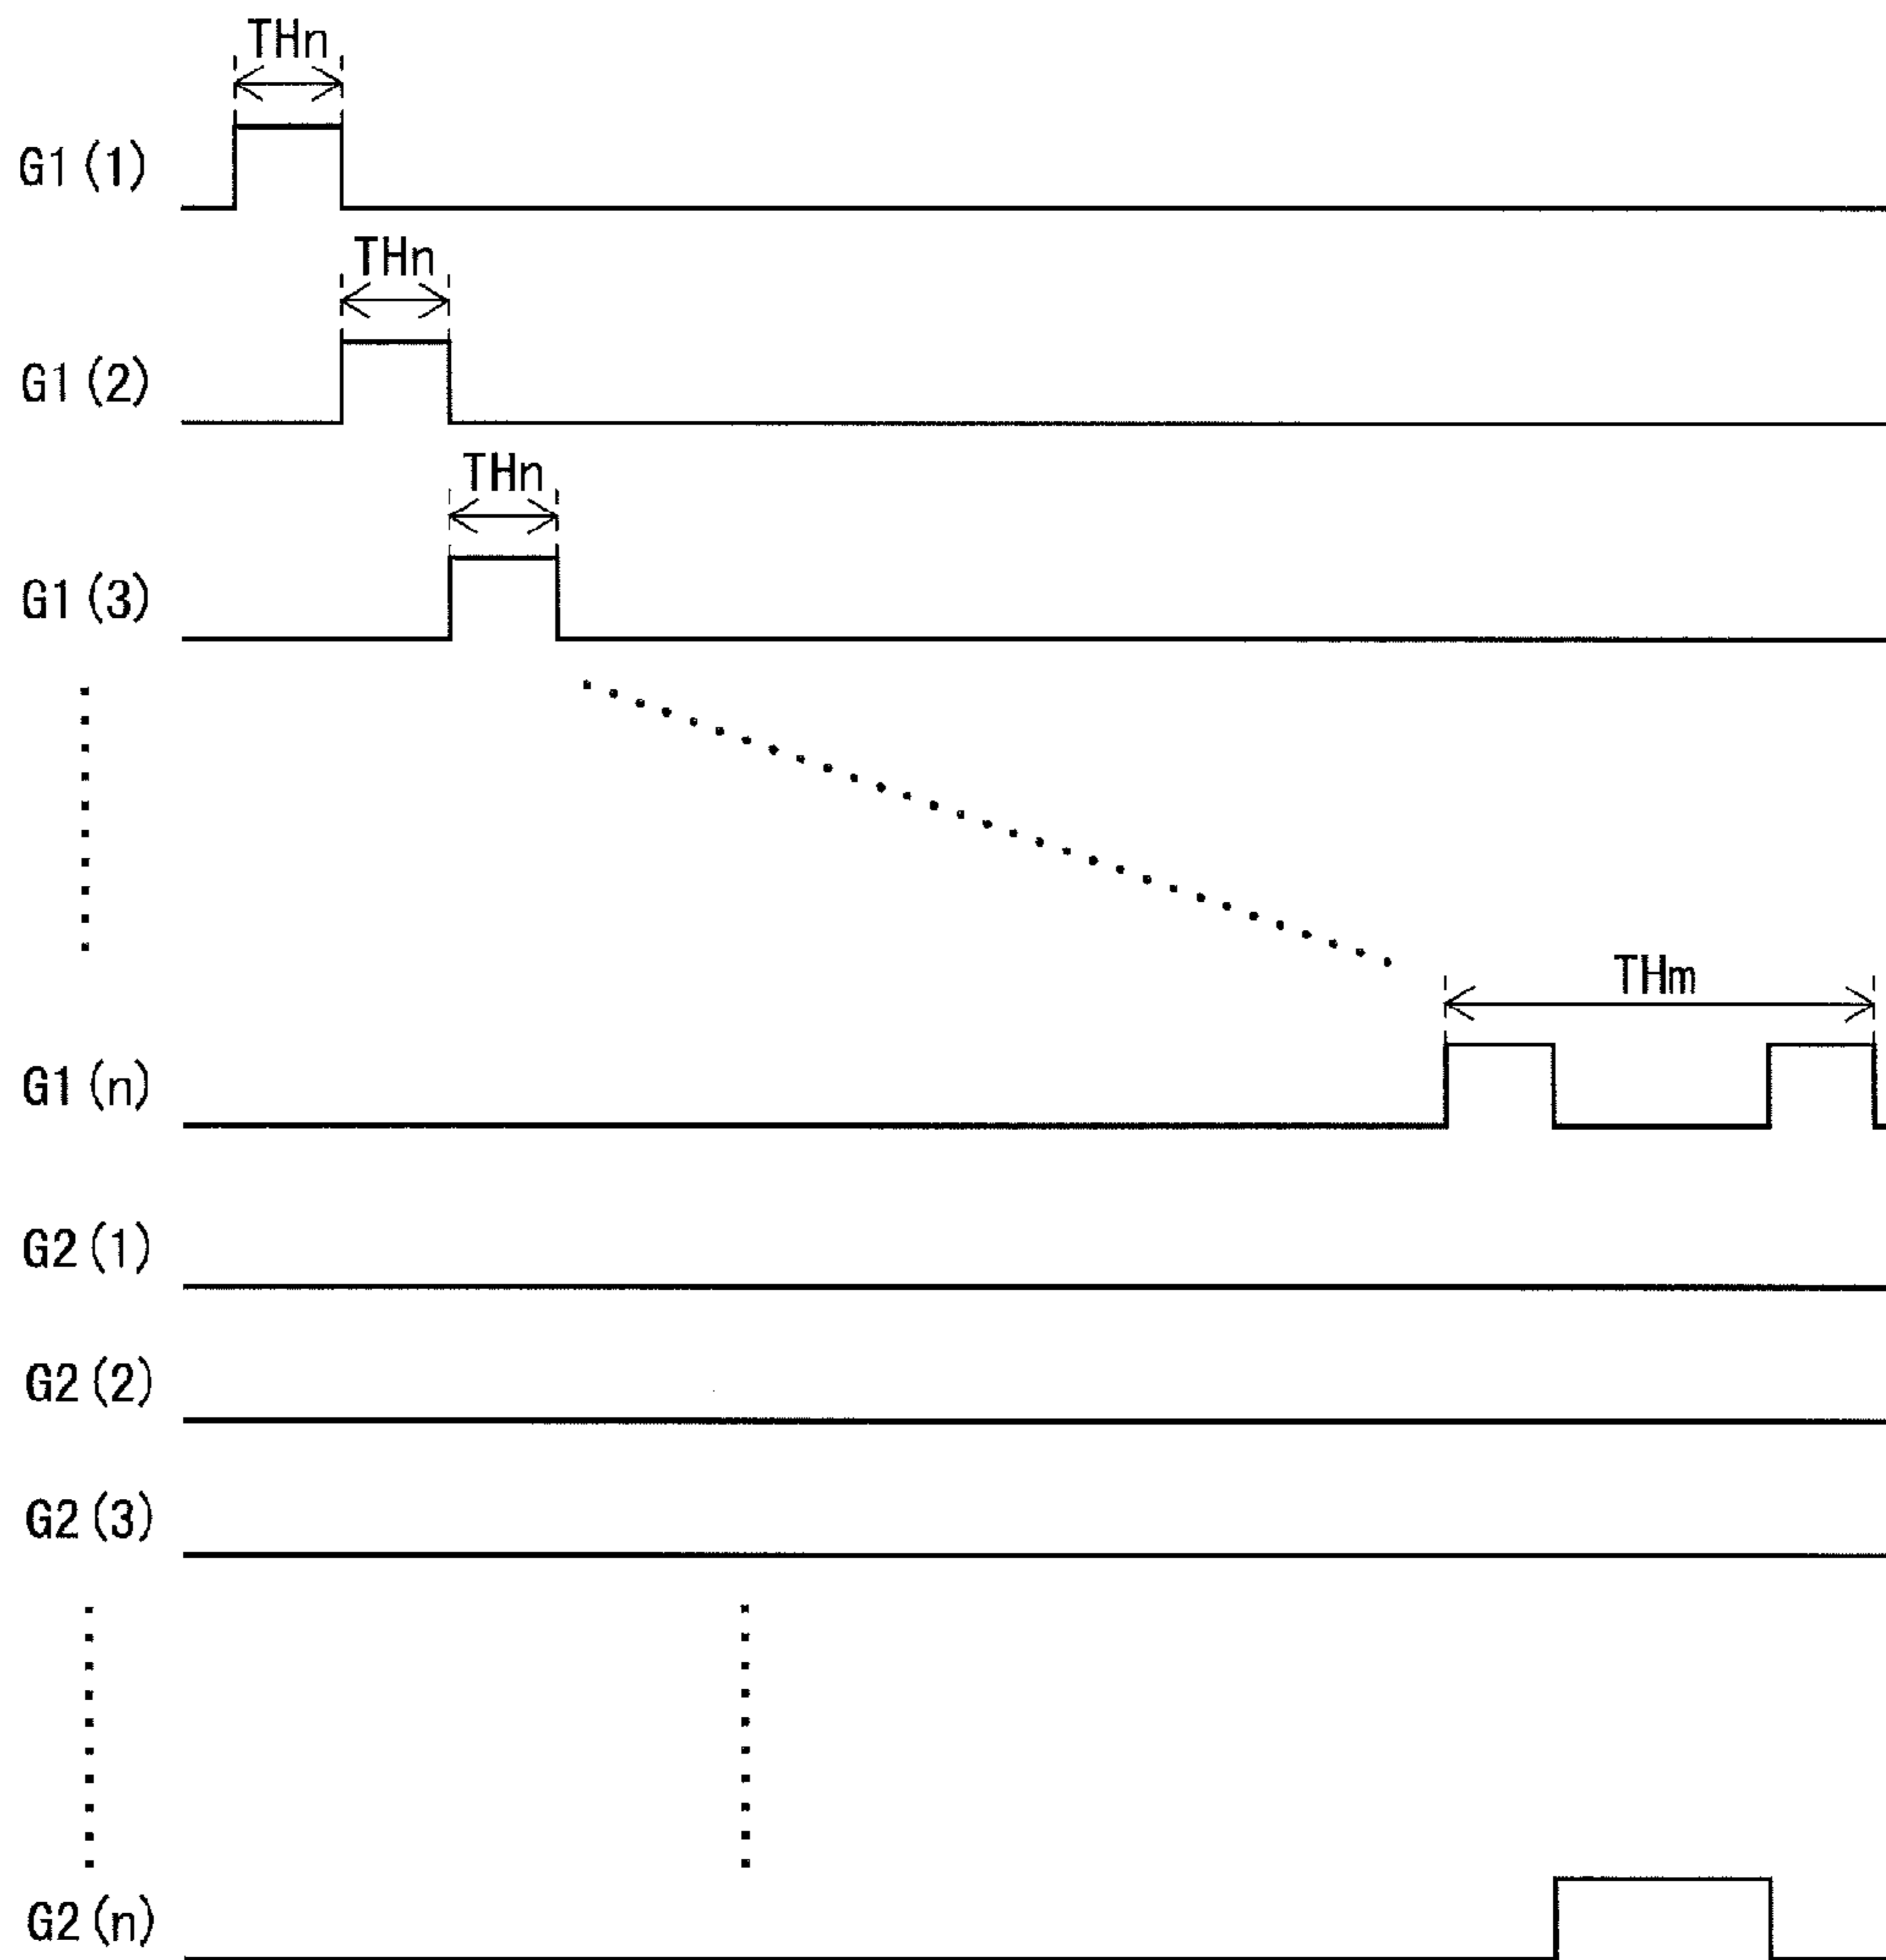 THn
G1(1)
THn
G1(2)
THn
G1(3)
THm
G1(n)
G2(1)
G2(2)
G2(3)
G2(n)